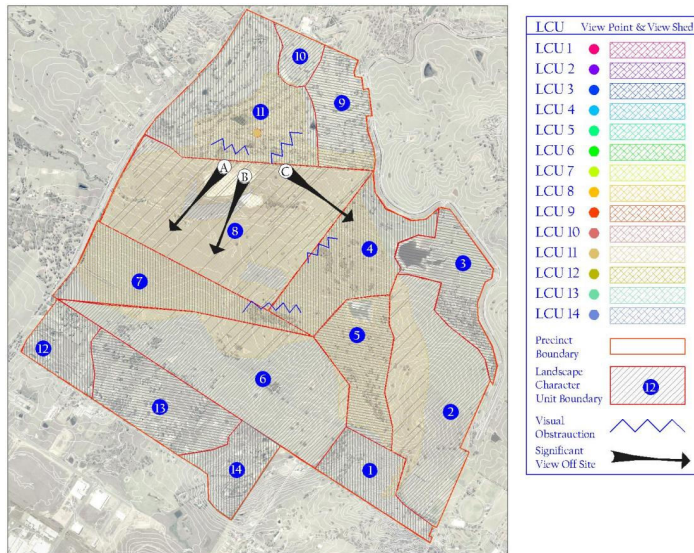 10
9
11
A
B
C
8
4
3
7
5
12
6
2
13
14
1
LCU View Point & View Shed
LCU 1
LCU 2
LCU 3
LCU 4
LCU 5
LCU 6
LCU 7
LCU 8
LCU 9
LCU 10
LCU 11
LCU 12
LCU 13
LCU 14
Precinct
Boundary
Landscape
Character
Unit Boundary
12
Visual
Obstrauction
Significant
View Off Site